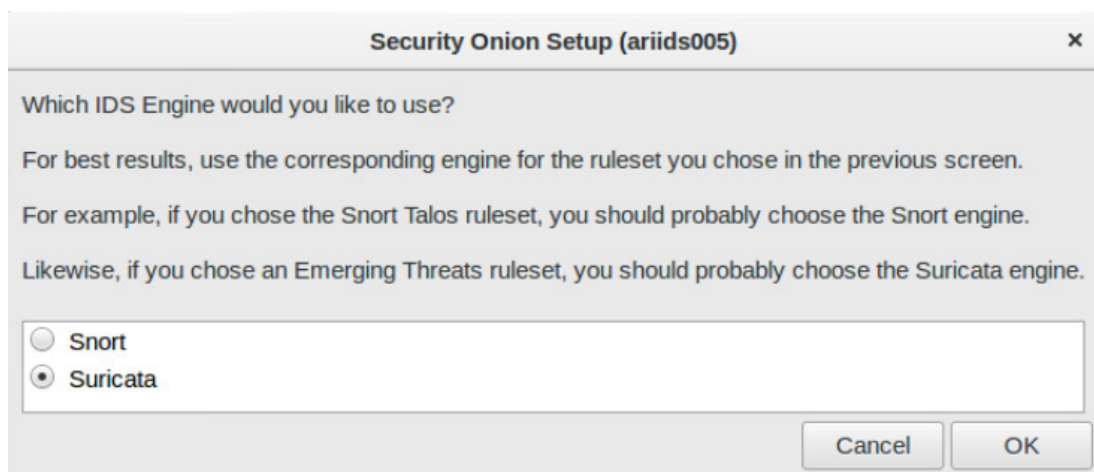 Security Onion Setup (ariids005)
Which IDS Engine would you like to use?
For best results, use the corresponding engine for the ruleset you chose in the previous screen.
For example, if you chose the Snort Talos ruleset, you should probably choose the Snort engine.
Likewise, if you chose an Emerging Threats ruleset, you should probably choose the Suricata engine.
Snort
Suricata
Cancel OK